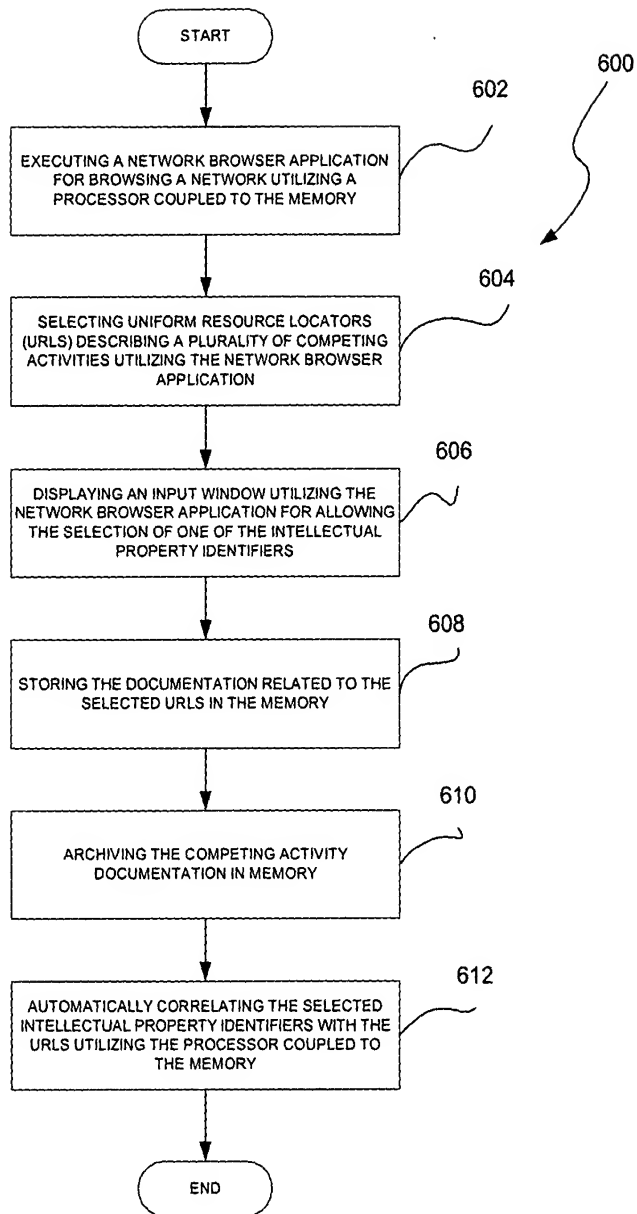 START
600
602
EXECUTING A NETWORK BROWSER APPLICATION
FOR BROWSING A NETWORK UTILIZING A
PROCESSOR COUPLED TO THE MEMORY
604
SELECTING UNIFORM RESOURCE LOCATORS
(URLS) DESCRIBING A PLURALITY OF COMPETING
ACTIVITIES UTILIZING THE NETWORK BROWSER
APPLICATION
606
DISPLAYING AN INPUT WINDOW UTILIZING THE
NETWORK BROWSER APPLICATION FOR ALLOWING
THE SELECTION OF ONE OF THE INTELLECTUAL
PROPERTY IDENTIFIERS
608
STORING THE DOCUMENTATION RELATED TO THE
SELECTED URLS IN THE MEMORY
610
ARCHIVING THE COMPETING ACTIVITY
DOCUMENTATION IN MEMORY
612
AUTOMATICALLY CORRELATING THE SELECTED
INTELLECTUAL PROPERTY IDENTIFIERS WITH THE
URLS UTILIZING THE PROCESSOR COUPLED TO
THE MEMORY
END